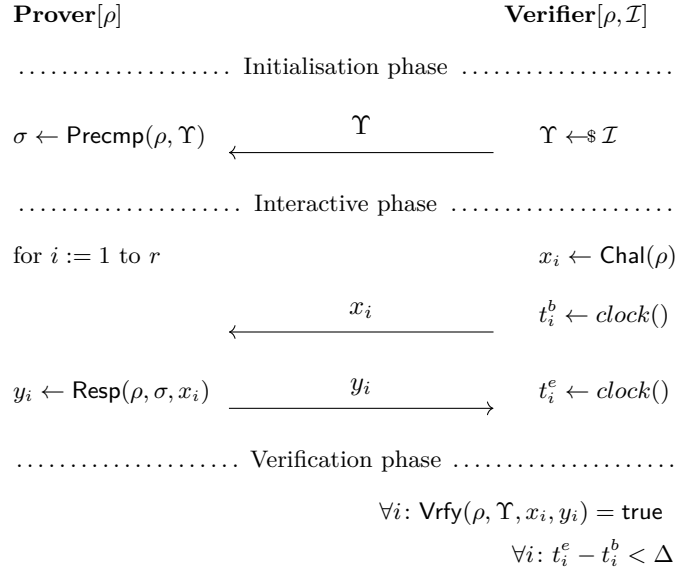 Prover[ρ] Verifier[ρ, ℐ]
..................... Initialisation phase .....................
σ ← Precmp(ρ, ϒ) ϒ ϒ ←$ ℐ
..................... Interactive phase .....................
for i := 1 to r x_i ← Chal(ρ)
x_i t_i^b ← clock()
y_i ← Resp(ρ, σ, x_i) y_i t_i^e ← clock()
..................... Verification phase .....................
∀i: Vrfy(ρ, ϒ, x_i, y_i) = true
∀i: t_i^e − t_i^b < Δ